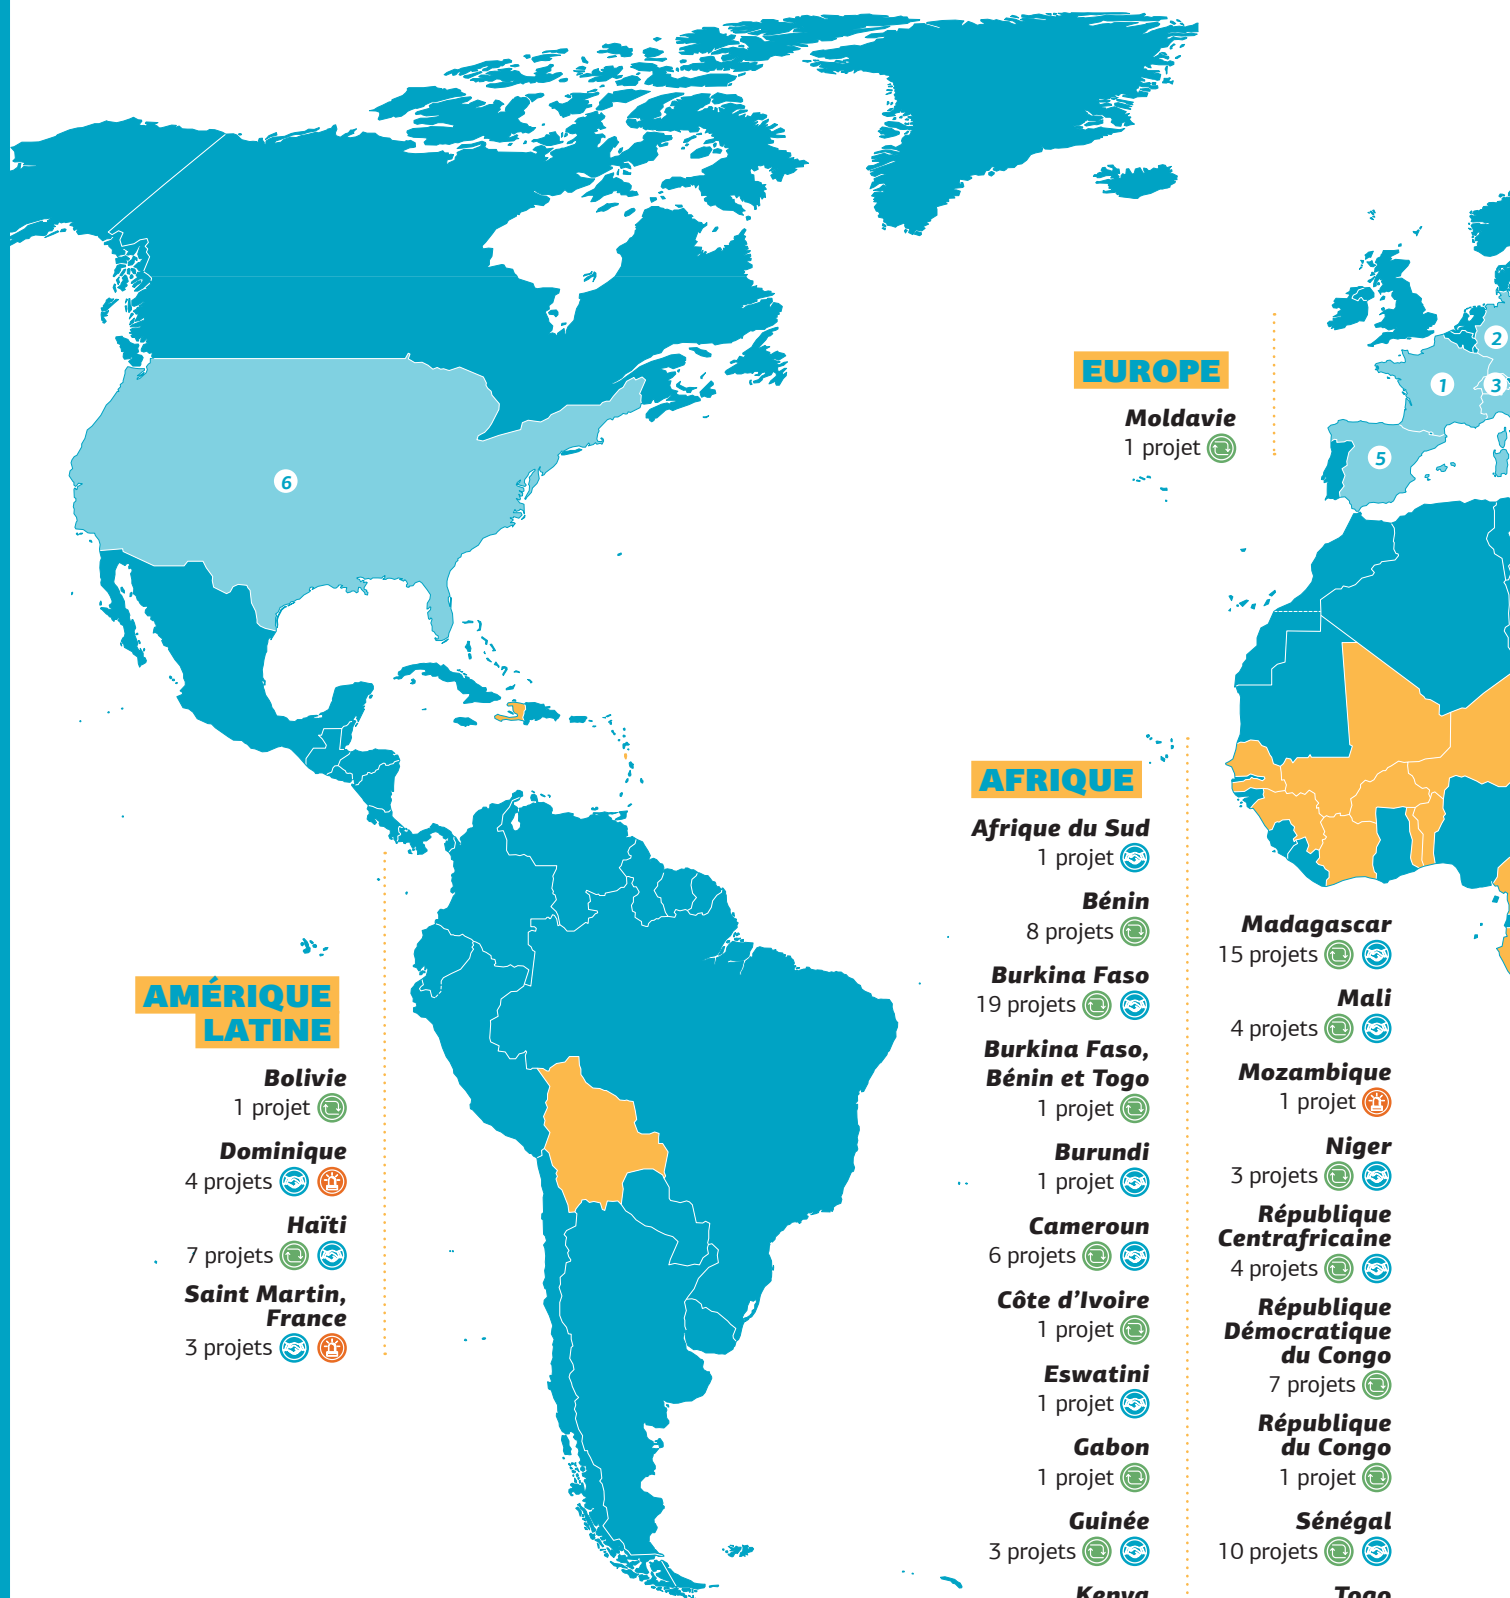 EUROPE
Moldavie
1 projet
1
2
3
5
6
AMÉRIQUE
LATINE
Bolivie
1 projet
Dominique
4 projets
Haïti
7 projets
Saint Martin,
France
3 projets
AFRIQUE
Afrique du Sud
1 projet
Bénin
8 projets
Burkina Faso
19 projets
Burkina Faso,
Bénin et Togo
1 projet
Burundi
1 projet
Cameroun
6 projets
Côte d’Ivoire
1 projet
Eswatini
1 projet
Gabon
1 projet
Guinée
3 projets
Kenya
Madagascar
15 projets
Mali
4 projets
Mozambique
1 projet
Niger
3 projets
République
Centrafricaine
4 projets
République
Démocratique
du Congo
7 projets
République
du Congo
1 projet
Sénégal
10 projets
Togo